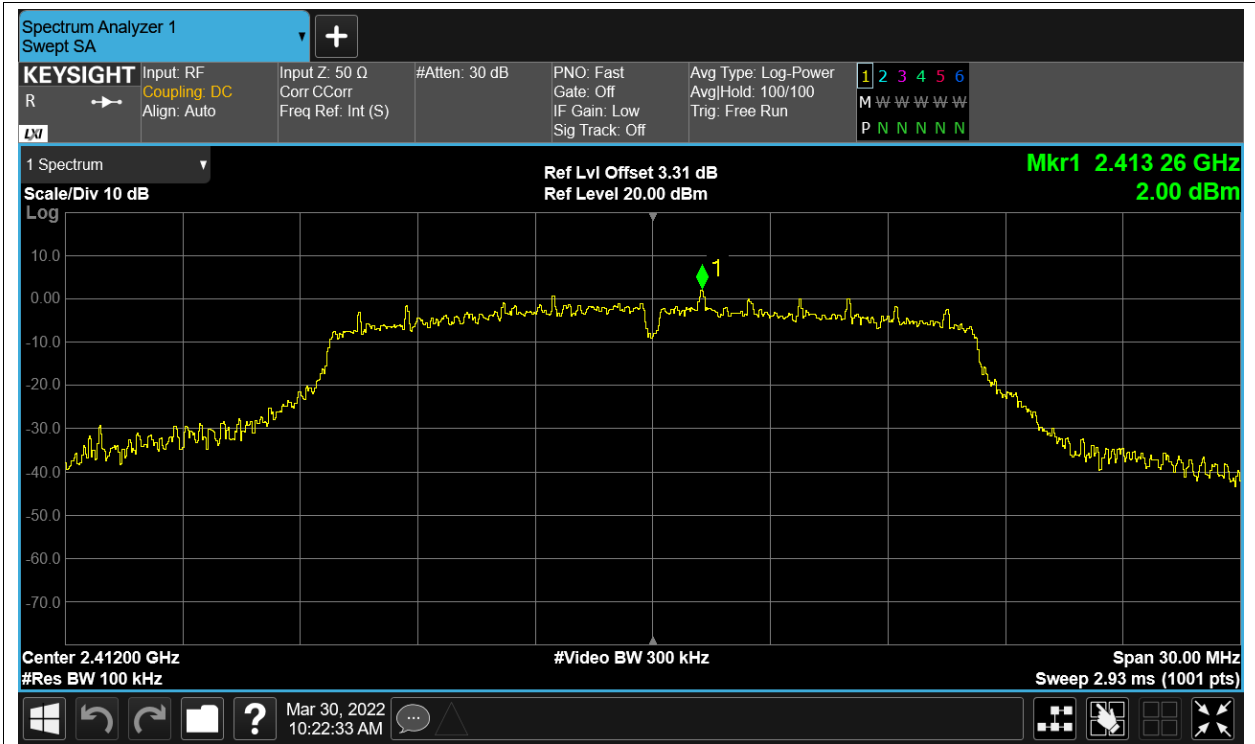 Spectrum Analyzer 1
Swept SA
+
KEYSIGHT
R
LXI
Input: RF
Coupling: DC
Align: Auto
Input Z: 50 Ω
Corr CCorr
Freq Ref: Int (S)
#Atten: 30 dB
PNO: Fast
Gate: Off
IF Gain: Low
Sig Track: Off
Avg Type: Log-Power
Avg|Hold: 100/100
Trig: Free Run
1 2 3 4 5 6
M W W W W W
P N N N N N
1 Spectrum
Scale/Div 10 dB
Log
Ref Lvl Offset 3.31 dB
Ref Level 20.00 dBm
Mkr1 2.413 26 GHz
2.00 dBm
1
10.0
0.00
-10.0
-20.0
-30.0
-40.0
-50.0
-60.0
-70.0
Center 2.41200 GHz
#Res BW 100 kHz
#Video BW 300 kHz
Span 30.00 MHz
Sweep 2.93 ms (1001 pts)
?
Mar 30, 2022
10:22:33 AM